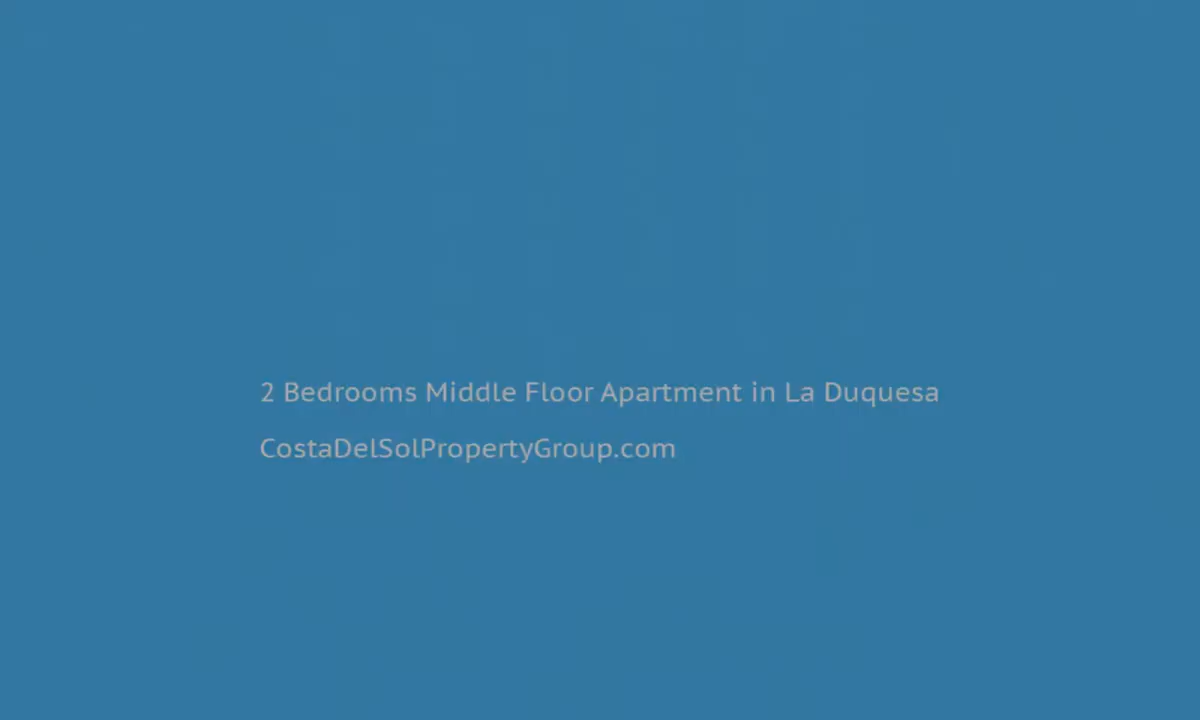 2 Bedrooms Middle Floor Apartment in La Duquesa
CostaDelSolPropertyGroup.com